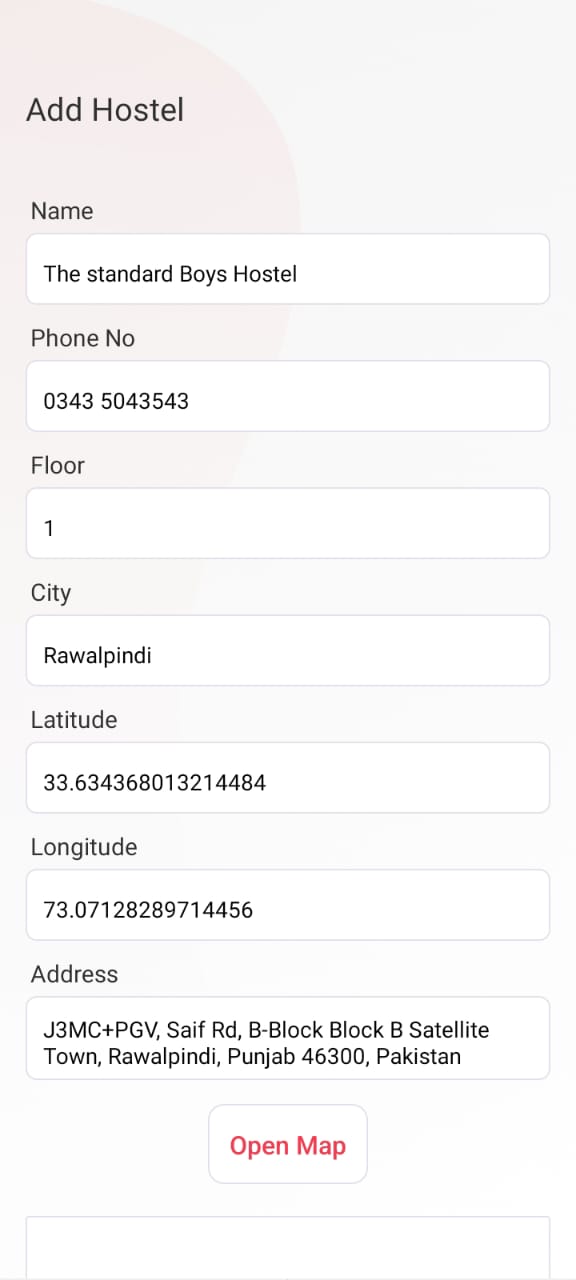 Add Hostel
Name
The standard Boys Hostel
Phone No
0343 5043543
Floor
1
City
Rawalpindi
Latitude
33.634368013214484
Longitude
73.07128289714456
Address
J3MC+PGV, Saif Rd, B-Block Block B Satellite
Town, Rawalpindi, Punjab 46300, Pakistan
Open Map